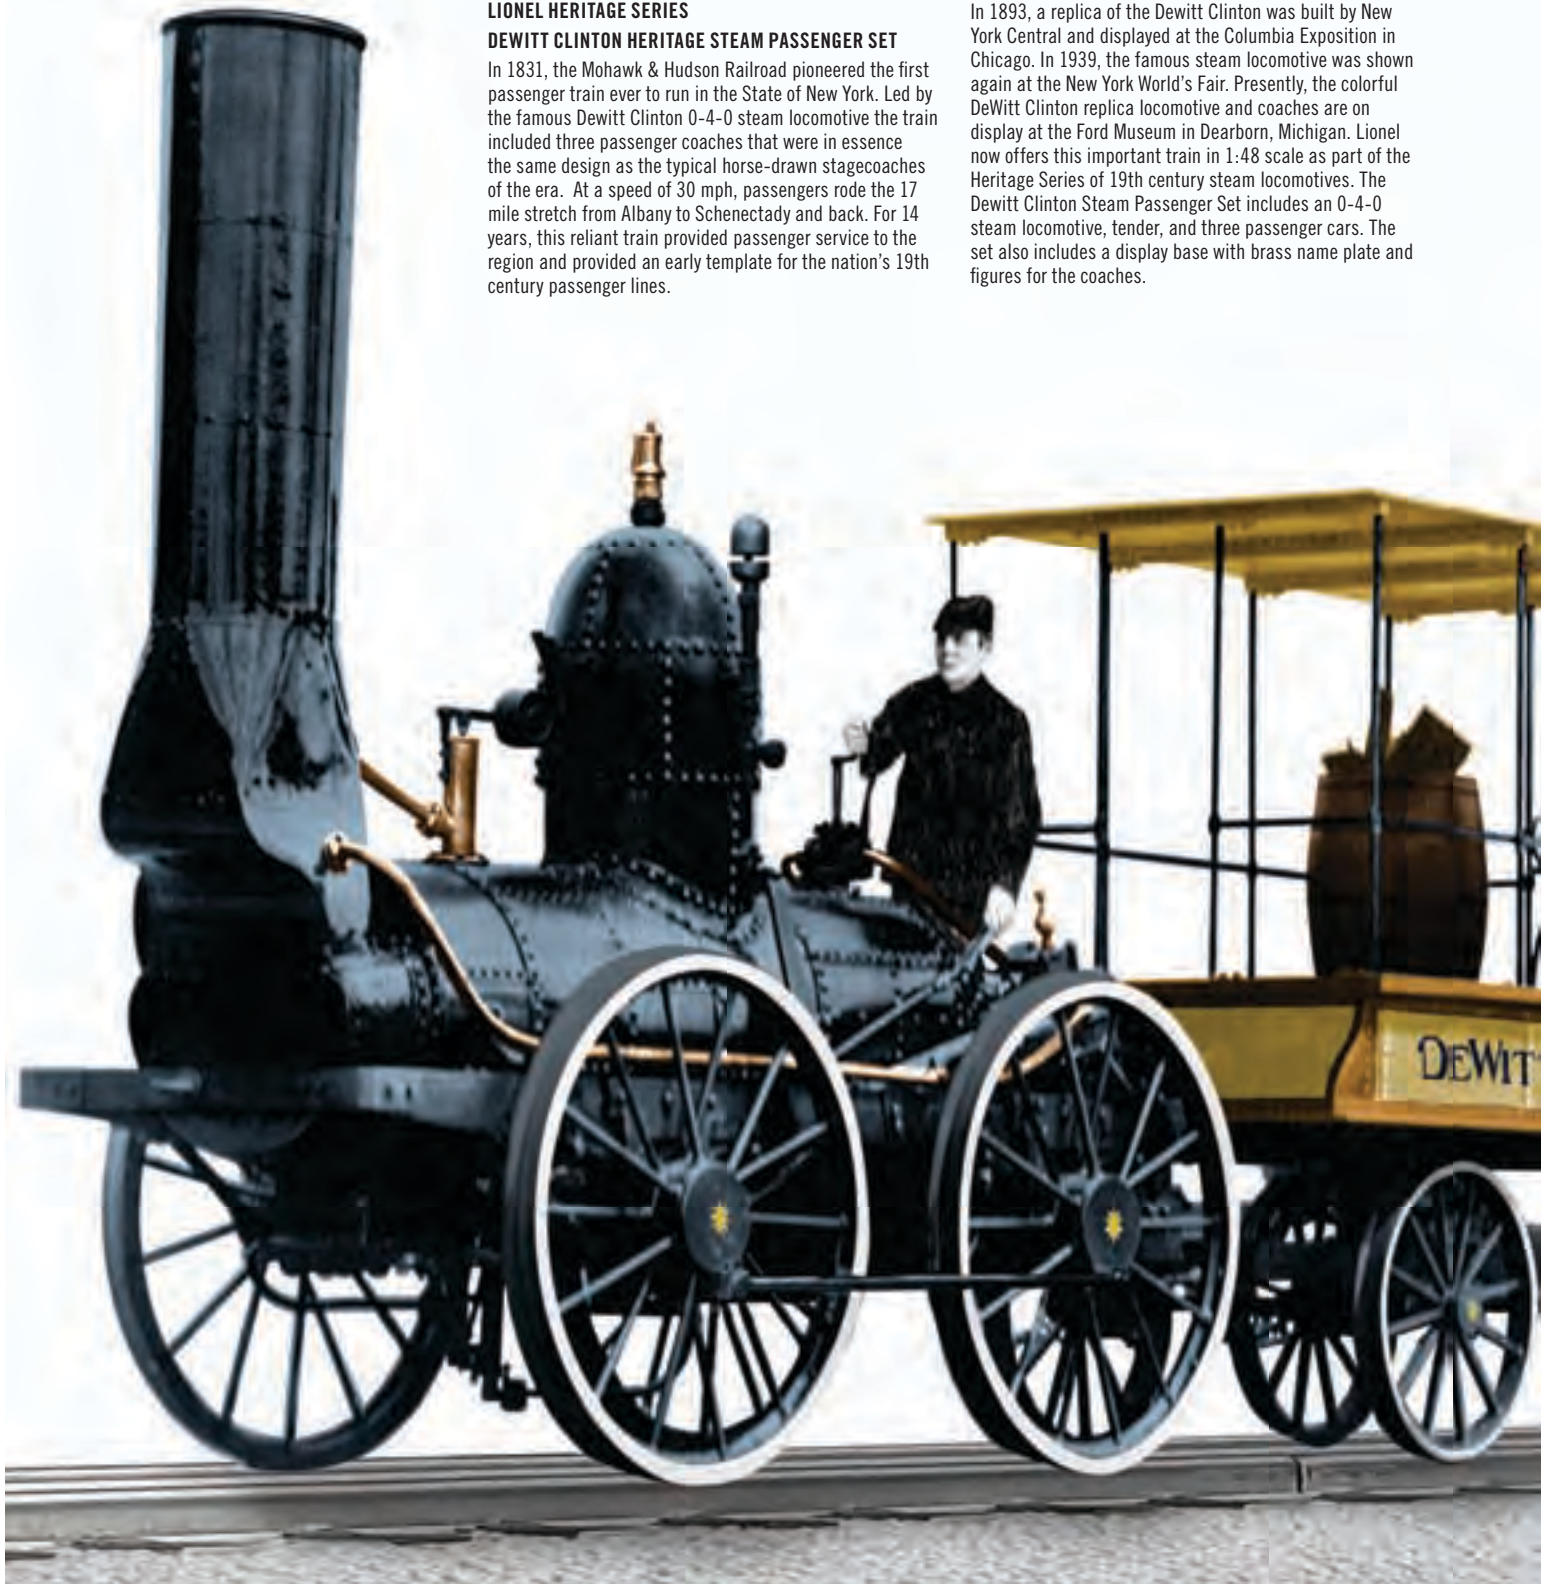 LIONEL HERITAGE SERIES
DEWITT CLINTON HERITAGE STEAM PASSENGER SET
In 1831, the Mohawk & Hudson Railroad pioneered the first
passenger train ever to run in the State of New York. Led by
the famous Dewitt Clinton 0-4-0 steam locomotive the train
included three passenger coaches that were in essence
the same design as the typical horse-drawn stagecoaches
of the era. At a speed of 30 mph, passengers rode the 17
mile stretch from Albany to Schenectady and back. For 14
years, this reliant train provided passenger service to the
region and provided an early template for the nation's 19th
century passenger lines.
In 1893, a replica of the Dewitt Clinton was built by New
York Central and displayed at the Columbia Exposition in
Chicago. In 1939, the famous steam locomotive was shown
again at the New York World's Fair. Presently, the colorful
DeWitt Clinton replica locomotive and coaches are on
display at the Ford Museum in Dearborn, Michigan. Lionel
now offers this important train in 1:48 scale as part of the
Heritage Series of 19th century steam locomotives. The
Dewitt Clinton Steam Passenger Set includes an 0-4-0
steam locomotive, tender, and three passenger cars. The
set also includes a display base with brass name plate and
figures for the coaches.
DEWIT